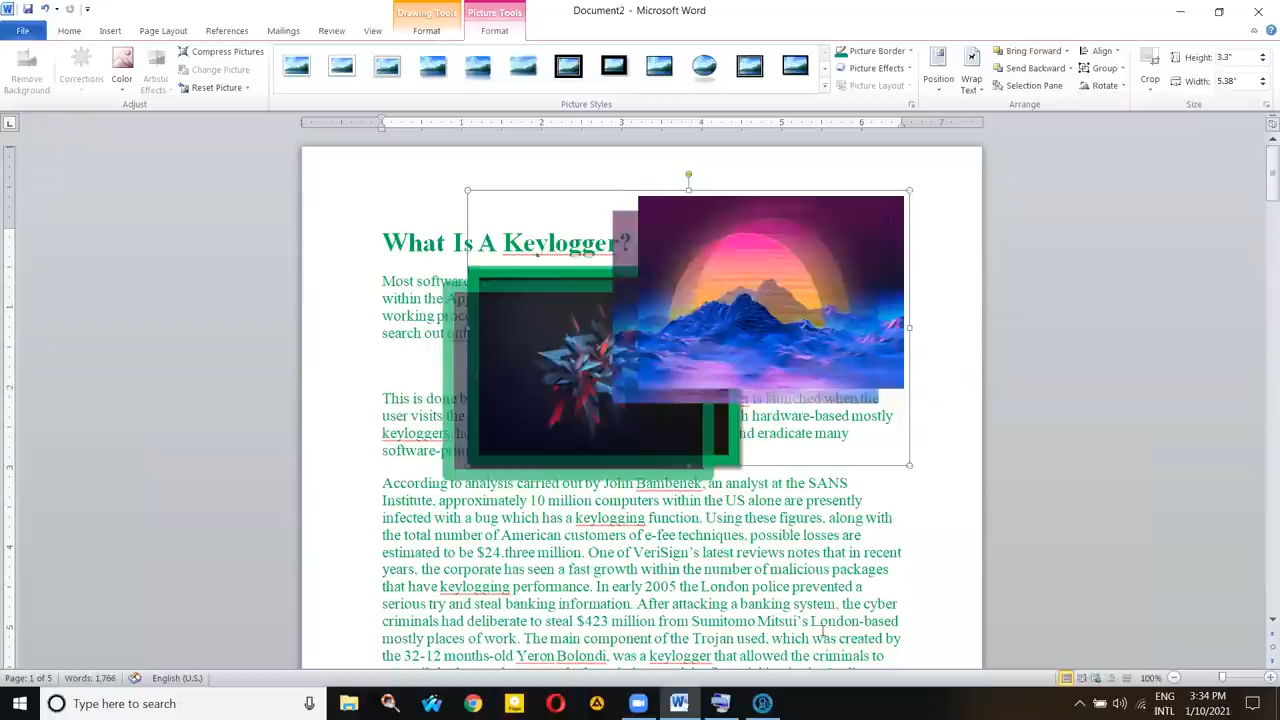 Drawing Tools
Picture Tools
Document2 - Microsoft Word
File
Home
Insert
Page Layout
References
Mailings
Review
View
Format
Format
Remove Background
Corrections
Color
Artistic Effects
Compress Pictures
Change Picture
Reset Picture
Adjust
Picture Styles
Picture Border
Picture Effects
Picture Layout
Position
Wrap Text
Bring Forward
Send Backward
Selection Pane
Align
Group
Rotate
Arrange
Crop
Height: 3.3"
Width: 5.38"
Size
1 2 3 4 5 6 7
What Is A Keylogger?
Most software
within the
working
search out
This is done is launched when the
user visits the hardware-based mostly
keyloggers, nd eradicate many
According to analysis carried out by John Bambenek, an analyst at the SANS
Institute, approximately 10 million computers within the US alone are presently
infected with a bug which has a keylogging function. Using these figures, along with
the total number of American customers of e-fee techniques, possible losses are
estimated to be $24.three million. One of VeriSign's latest reviews notes that in recent
years, the corporate has seen a fast growth within the number of malicious packages
that have keylogging performance. In early 2005 the London police prevented a
serious try and steal banking information. After attacking a banking system, the cyber
criminals had deliberate to steal $423 million from Sumitomo Mitsui's London-based
mostly places of work. The main component of the Trojan used, which was created by
the 32-12 months-old Yeron Bolondi, was a keylogger that allowed the criminals to
Page: 1 of 5
Words: 1,766
English (U.S.)
100%
Type here to search
ENG
INTL
3:34 PM
1/10/2021